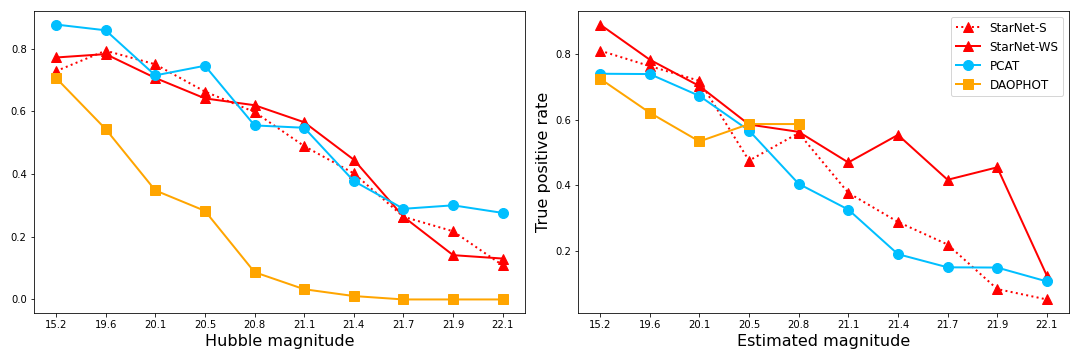 0.8
0.6
0.4
0.2
0.0
15.2 19.6 20.1 20.5 20.8 21.1 21.4 21.7 21.9 22.1
Hubble magnitude
True positive rate
0.8
0.6
0.4
0.2
15.2 19.6 20.1 20.5 20.8 21.1 21.4 21.7 21.9 22.1
Estimated magnitude
StarNet-S
StarNet-WS
PCAT
DAOPHOT